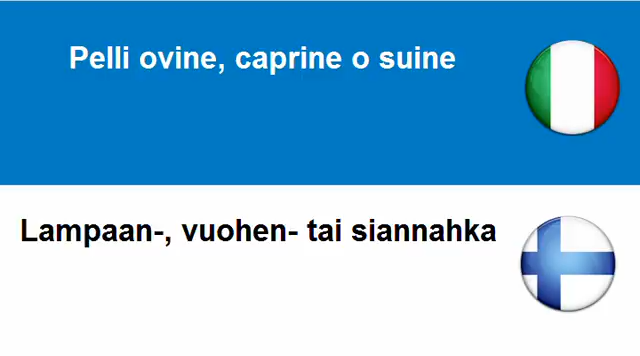 Pelli ovine, caprine o suine
Lampaan-, vuohen- tai siannahka